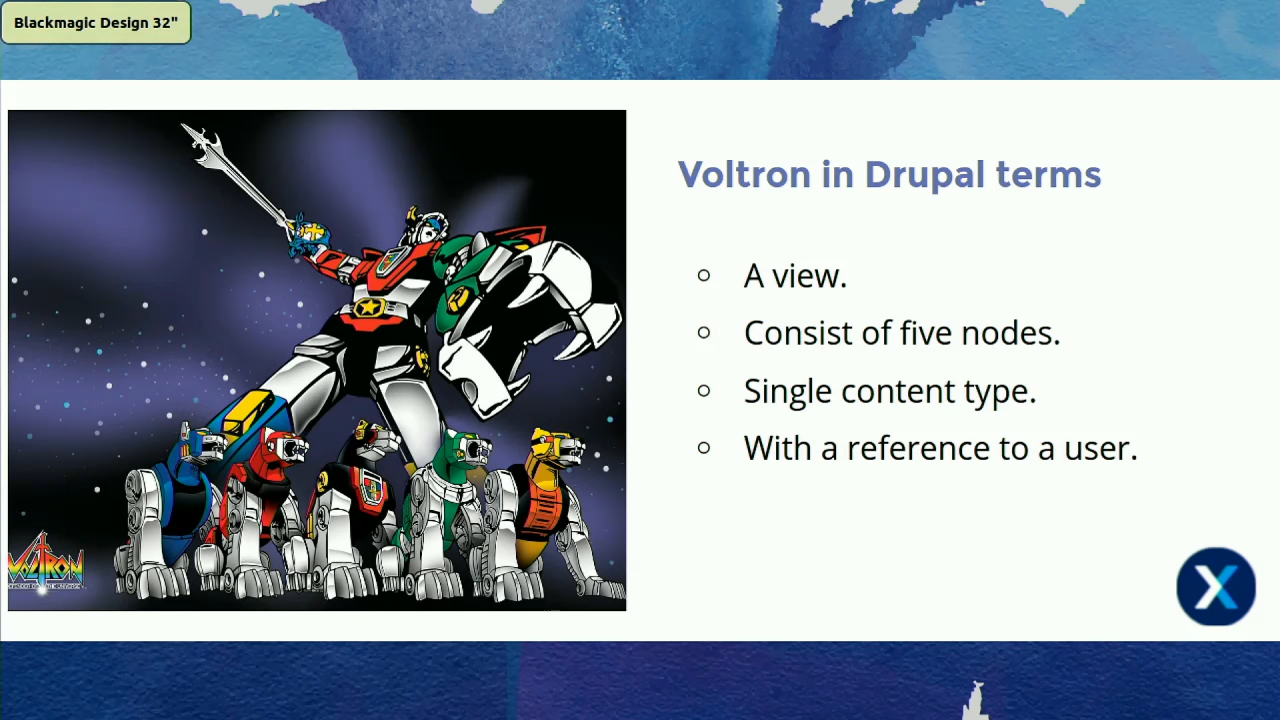 Blackmagic Design 32"
Voltron in Drupal terms
A view.
Consist of five nodes.
Single content type.
With a reference to a user.
VOLTRON
X